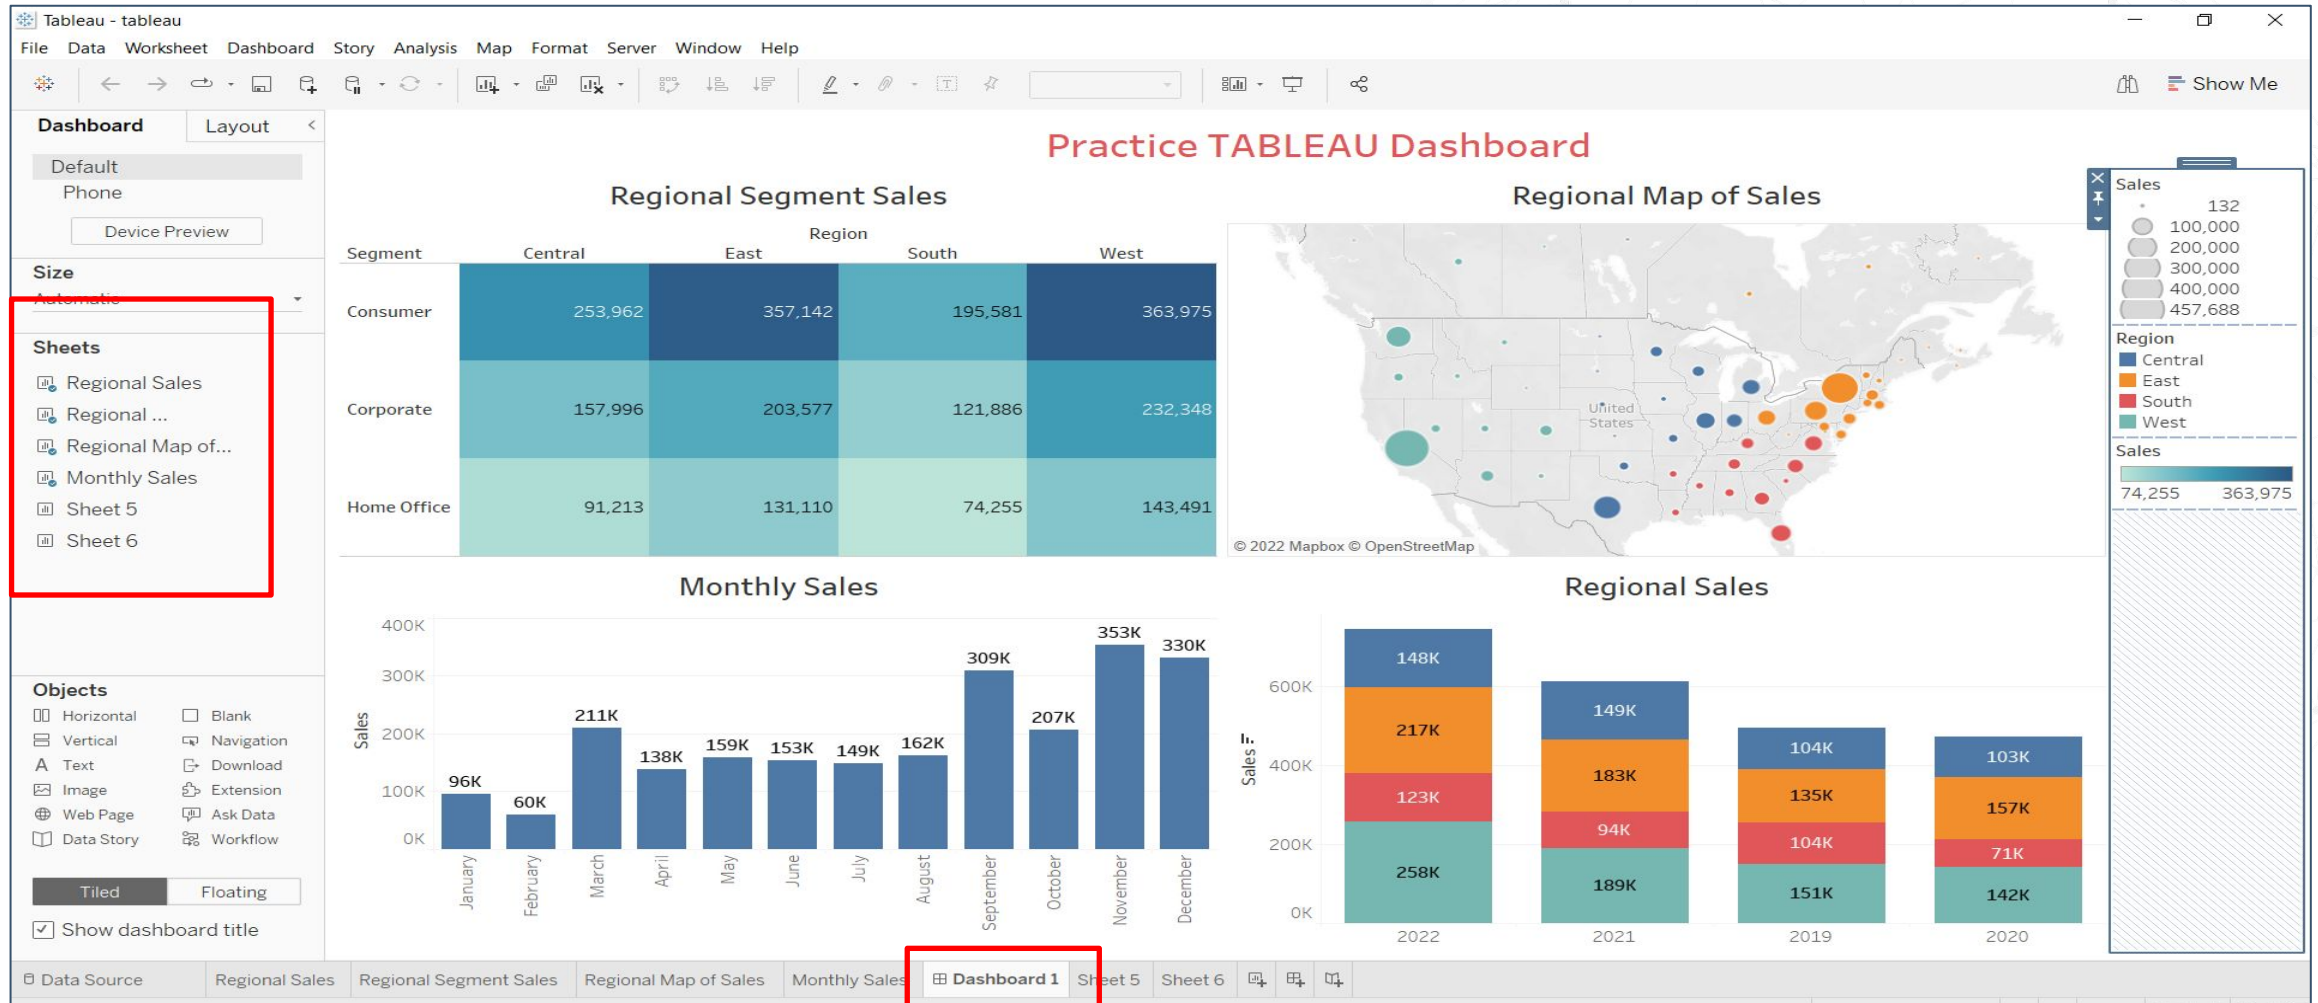 Tableau - tableau
File Data Worksheet Dashboard Story Analysis Map Format Server Window Help
Show Me
Dashboard Layout
Default
Phone
Device Preview
Size
Automatic
Sheets
Regional Sales
Regional ...
Regional Map of...
Monthly Sales
Sheet 5
Sheet 6
Objects
Horizontal Blank
Vertical Navigation
A Text Download
Image Extension
Web Page Ask Data
Data Story Workflow
Tiled Floating
Show dashboard title
Practice TABLEAU Dashboard
Regional Segment Sales
Region
Segment Central East South West
Consumer 253,962 357,142 195,581 363,975
Corporate 157,996 203,577 121,886 232,348
Home Office 91,213 131,110 74,255 143,491
Regional Map of Sales
United
States
© 2022 Mapbox © OpenStreetMap
Sales
132
100,000
200,000
300,000
400,000
457,688
Region
Central
East
South
West
Sales
74,255 363,975
Monthly Sales
Sales
400K
300K
200K
100K
0K
96K
60K
211K
138K
159K
153K
149K
162K
309K
207K
353K
330K
January
February
March
April
May
June
July
August
September
October
November
December
Regional Sales
Sales
600K
400K
200K
0K
148K
217K
123K
258K
149K
183K
94K
189K
104K
135K
104K
151K
103K
157K
71K
142K
2022 2021 2019 2020
Data Source Regional Sales Regional Segment Sales Regional Map of Sales Monthly Sales Dashboard 1 Sheet 5 Sheet 6